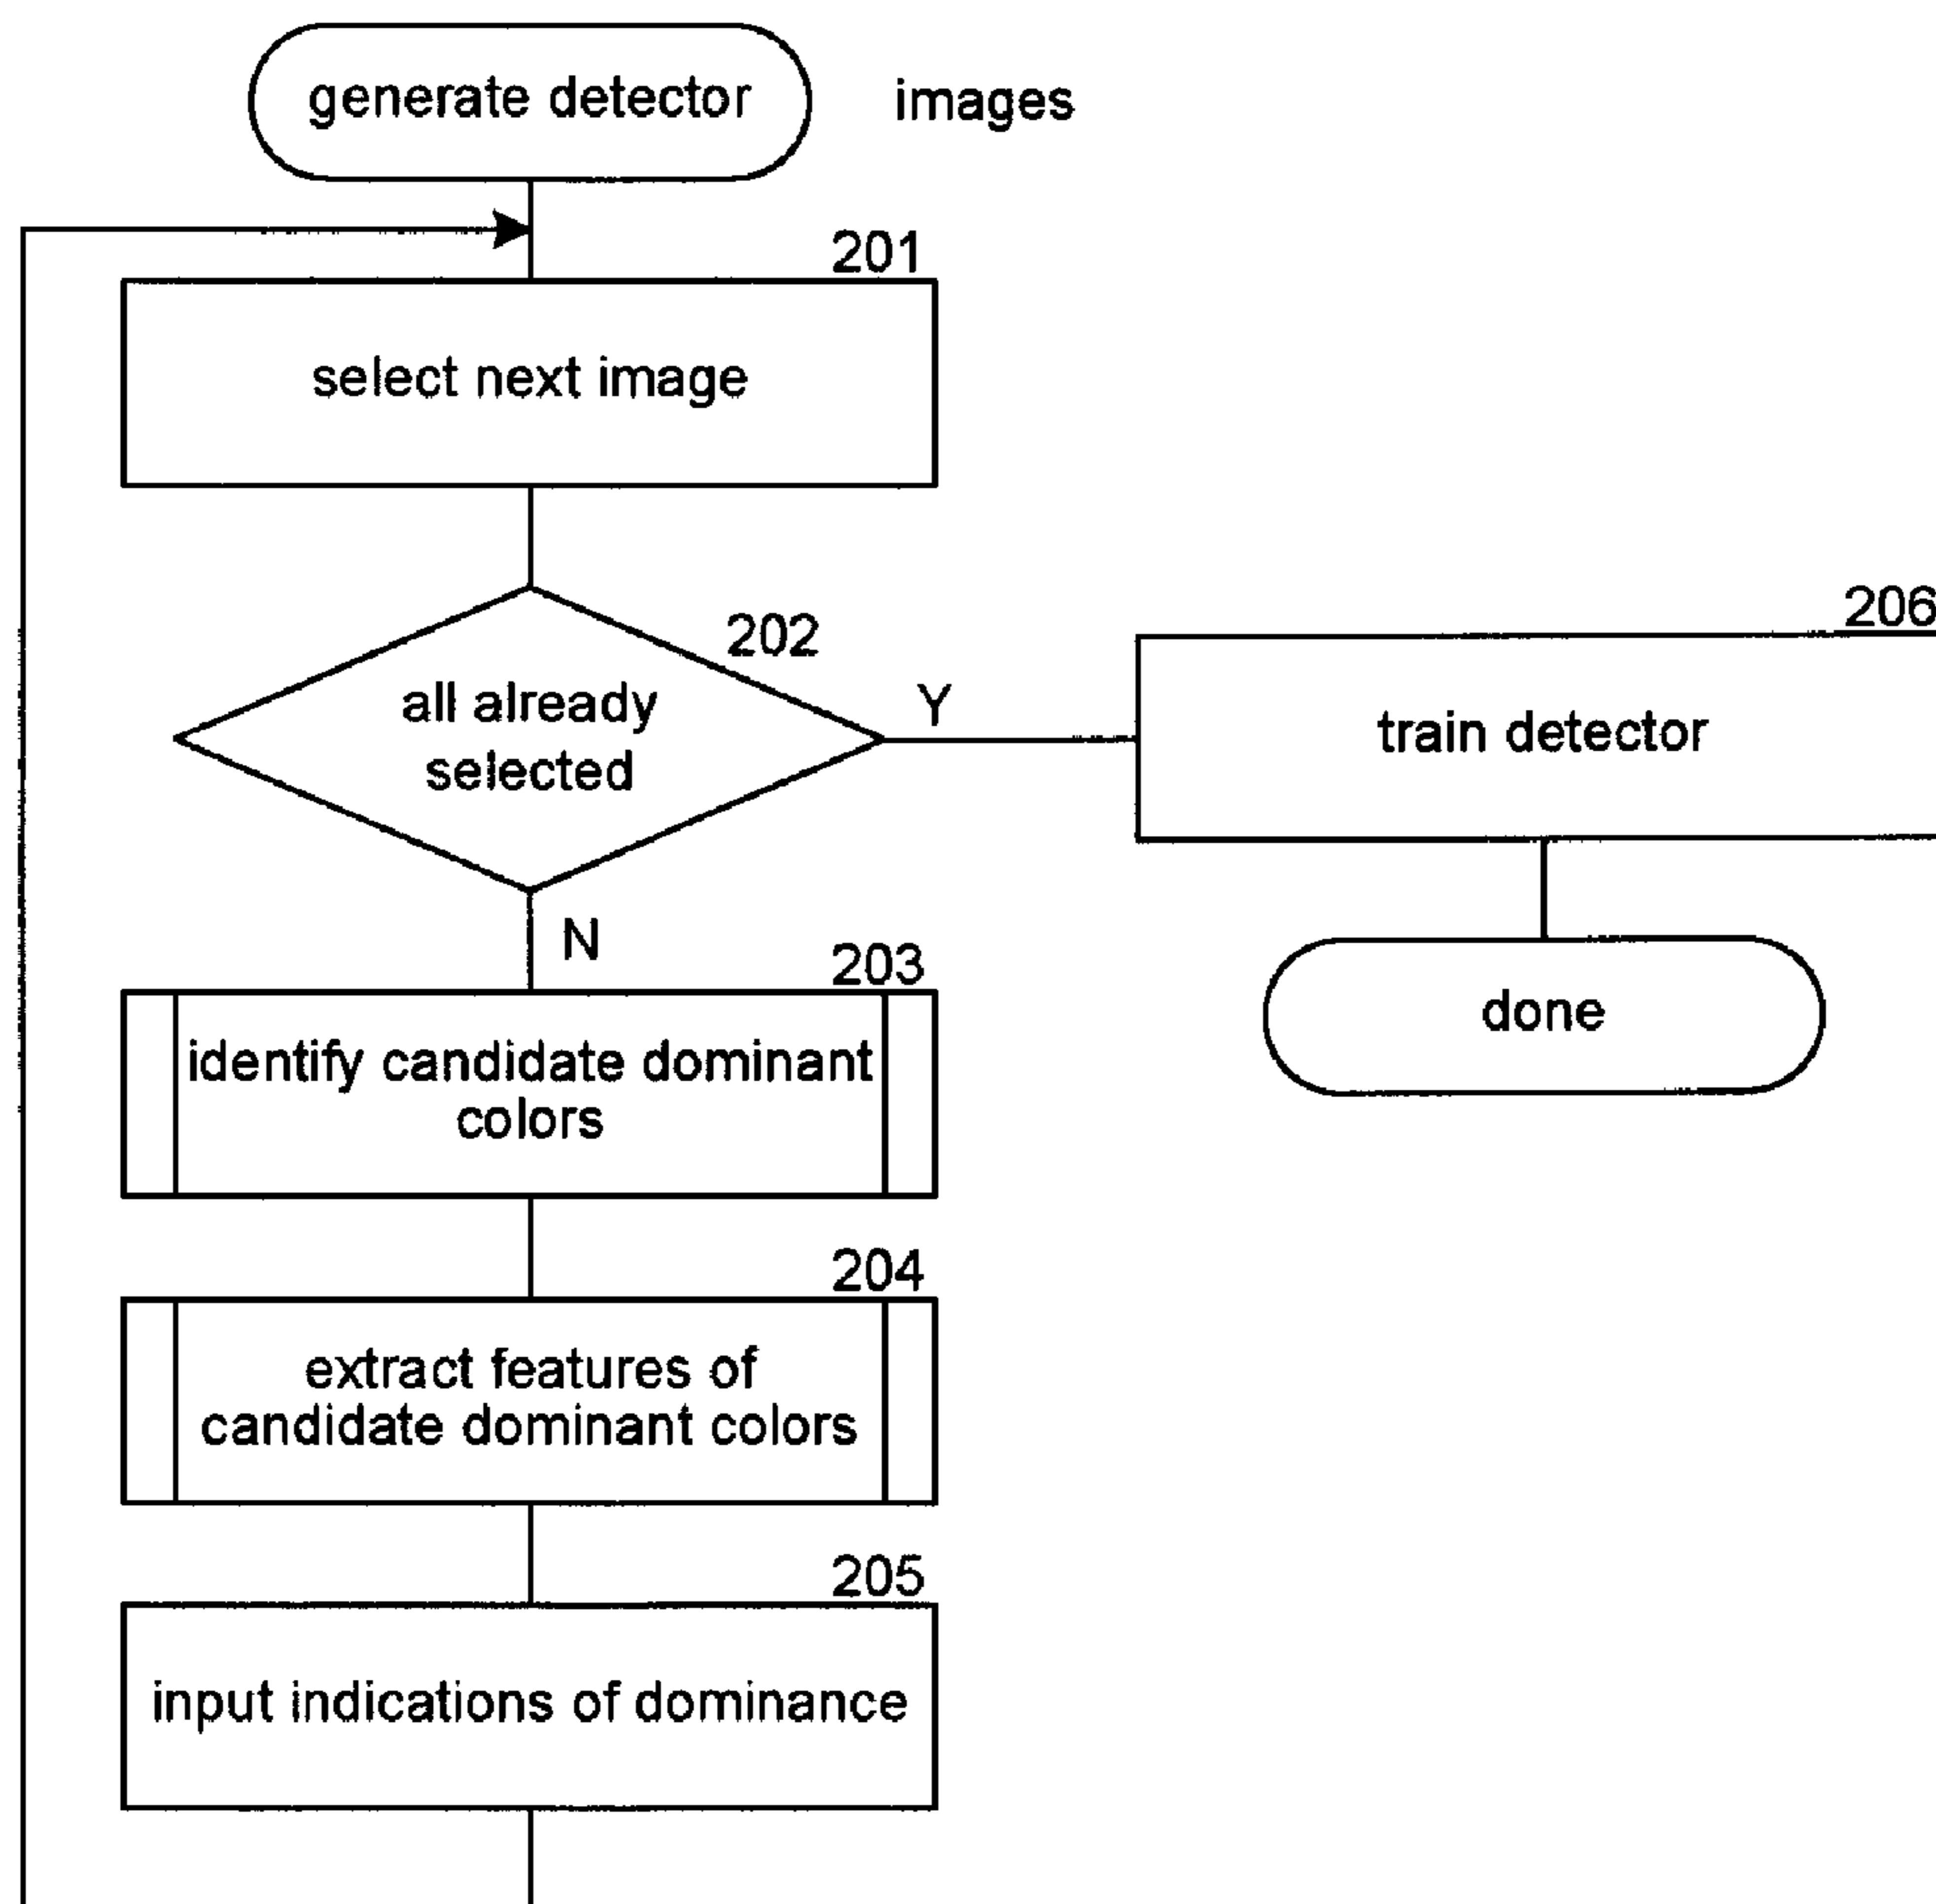 generate detector
images
201
select next image
202
all already
selected
Y
206
train detector
N
done
203
identify candidate dominant
colors
204
extract features of
candidate dominant colors
205
input indications of dominance